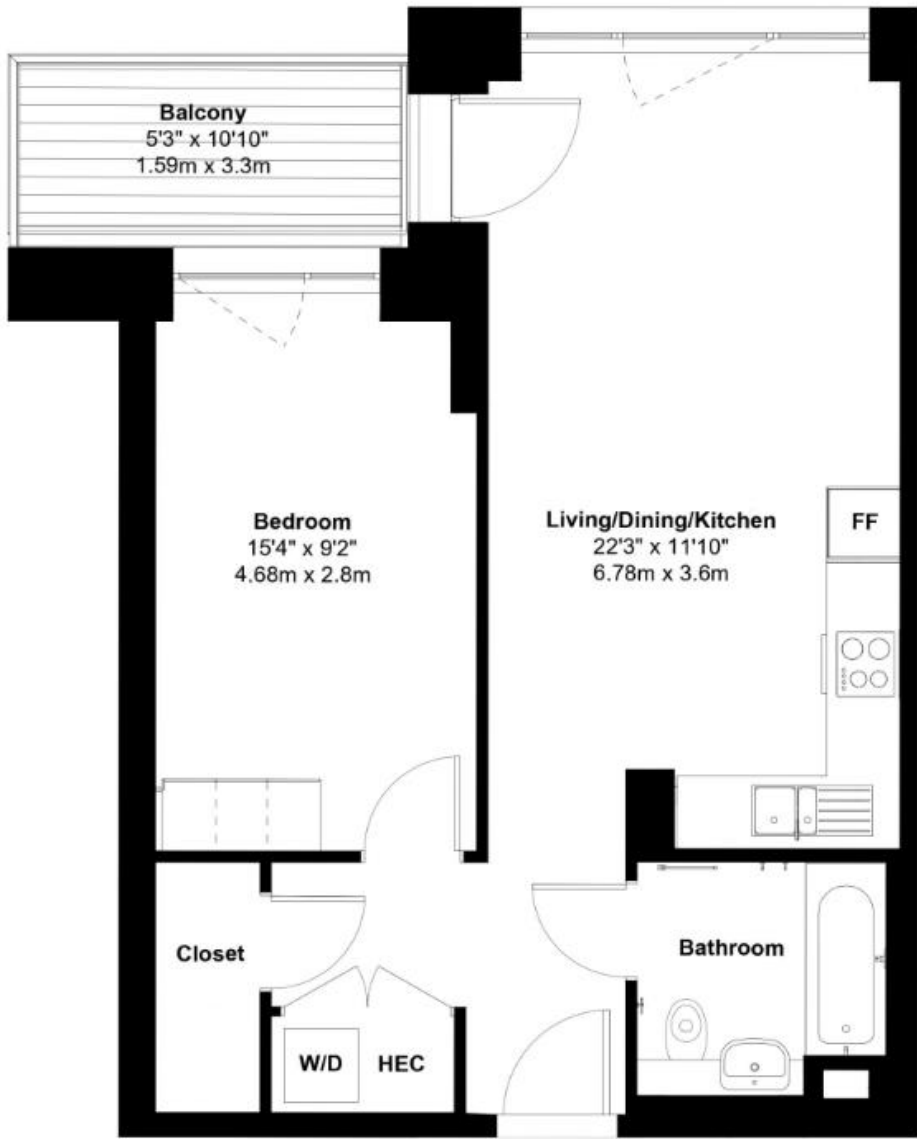 Balcony
5'3" x 10'10"
1.59m x 3.3m
Bedroom
15'4" x 9'2"
4.68m x 2.8m
Living/Dining/Kitchen
22'3" x 11'10"
6.78m x 3.6m
FF
Closet
Bathroom
W/D
HEC